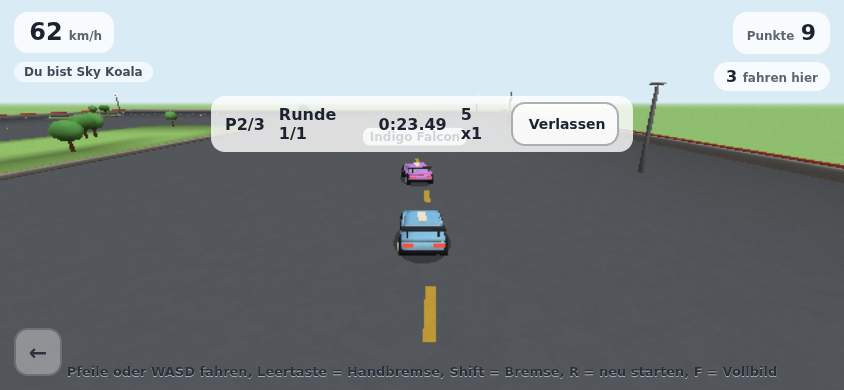 62 km/h
Du bist Sky Koala
Punkte 9
3 fahren hier
P2/3
Runde
1/1
0:23.49
5
x1
Verlassen
Indigo Falcon
←
Pfeile oder WASD fahren, Leertaste = Handbremse, Shift = Bremse, R = neu starten, F = Vollbild